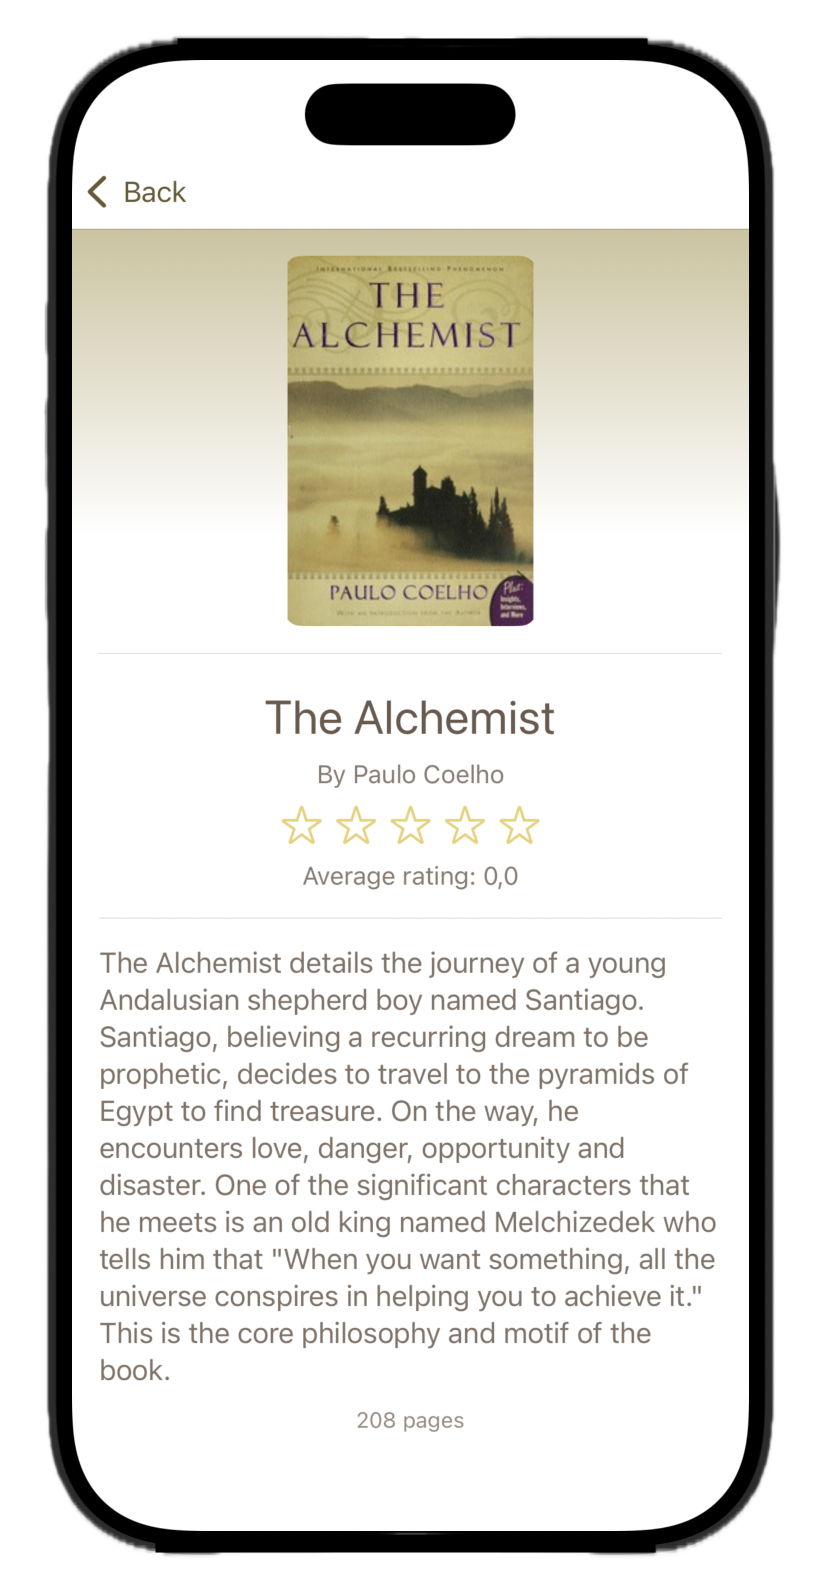 Back
INTERNATIONAL BESTSELLING PHENOMENON
THE
ALCHEMIST
PAULO COELHO
WITH AN INTRODUCTION FROM THE AUTHOR
Plus:
Insights,
Interviews,
and More
The Alchemist
By Paulo Coelho
Average rating: 0,0
The Alchemist details the journey of a young
Andalusian shepherd boy named Santiago.
Santiago, believing a recurring dream to be
prophetic, decides to travel to the pyramids of
Egypt to find treasure. On the way, he
encounters love, danger, opportunity and
disaster. One of the significant characters that
he meets is an old king named Melchizedek who
tells him that "When you want something, all the
universe conspires in helping you to achieve it."
This is the core philosophy and motif of the
book.
208 pages